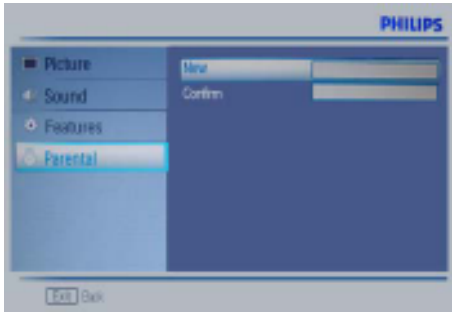 PHILIPS
Picture
New
Sound
Confirm
Features
Parental
Exit Back